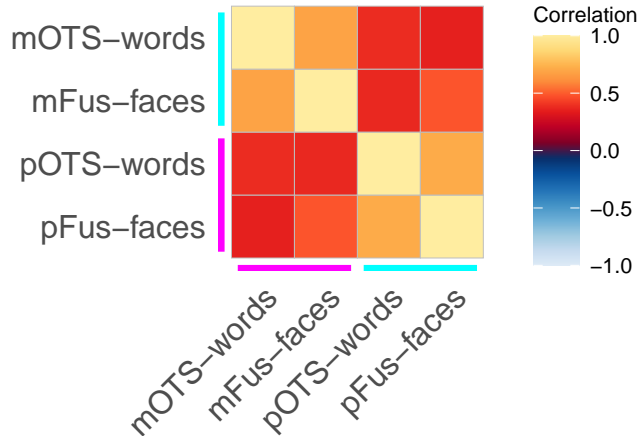 Correlation
mOTS−words
mFus−faces
pOTS−words
pFus−faces
1.0
0.5
0.0
−0.5
−1.0
mOTS−words
mFus−faces
pOTS−words
pFus−faces